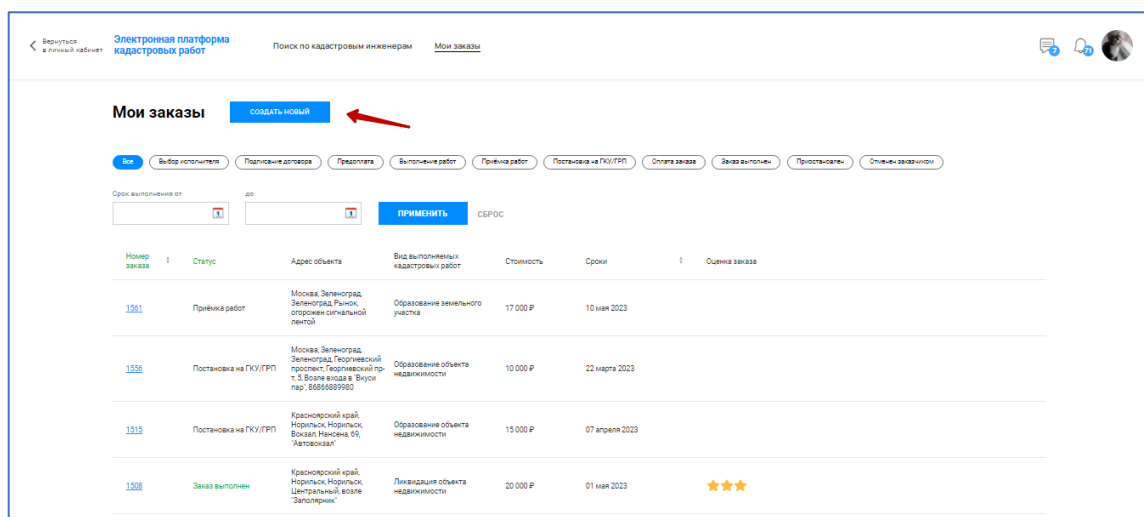 Вернуться
в личный кабинет
Электронная платформа
кадастровых работ
Поиск по кадастровым инженерам
Мои заказы
7
71
Мои заказы
СОЗДАТЬ НОВЫЙ
Все
Выбор исполнителя
Подписание договора
Предоплата
Выполнение работ
Приёмка работ
Постановка на ГКУ/ГРП
Оплата заказа
Заказ выполнен
Приостановлен
Отменен заказчиком
Срок выполнения от
до
ПРИМЕНИТЬ
СБРОС
Номер
заказа
Статус
Адрес объекта
Вид выполняемых
кадастровых работ
Стоимость
Сроки
Оценка заказа
1561
Приёмка работ
Москва, Зеленоград,
Зеленоград, Рынок,
огорожен сигнальной
лентой
Образование земельного
участка
17 000 ₽
10 мая 2023
1556
Постановка на ГКУ/ГРП
Москва, Зеленоград,
Зеленоград, Георгиевский
проспект, Георгиевский пр-
т, 5, Возле входа в 'Вкуси
пар', 86866889980
Образование объекта
недвижимости
10 000 ₽
22 марта 2023
1515
Постановка на ГКУ/ГРП
Красноярский край,
Норильск, Норильск,
Вокзал, Нансена, 69,
"Автовокзал"
Образование объекта
недвижимости
15 000 ₽
07 апреля 2023
1508
Заказ выполнен
Красноярский край,
Норильск, Норильск,
Центральный, возле
"Заполярник"
Ликвидация объекта
недвижимости
20 000 ₽
01 мая 2023